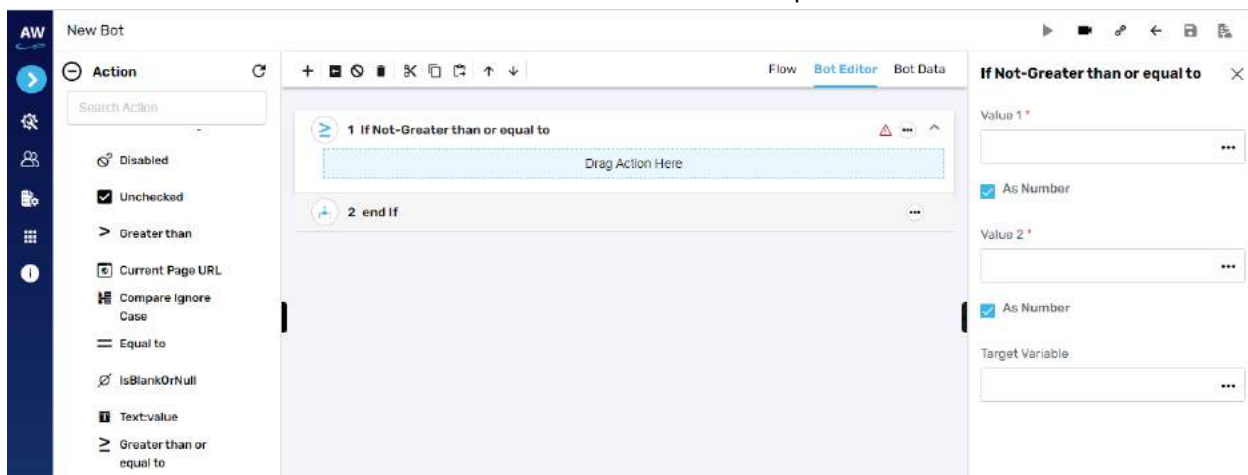 AW
New Bot
Action
Flow Bot Editor Bot Data
If Not-Greater than or equal to
Search Action
Value 1 *
1 If Not-Greater than or equal to
Drag Action Here
Disabled
As Number
Unchecked
2 end If
Greater than
Value 2 *
Current Page URL
Compare Ignore
Case
As Number
Equal to
Target Variable
IsBlankOrNull
Text:value
Greater than or
equal to